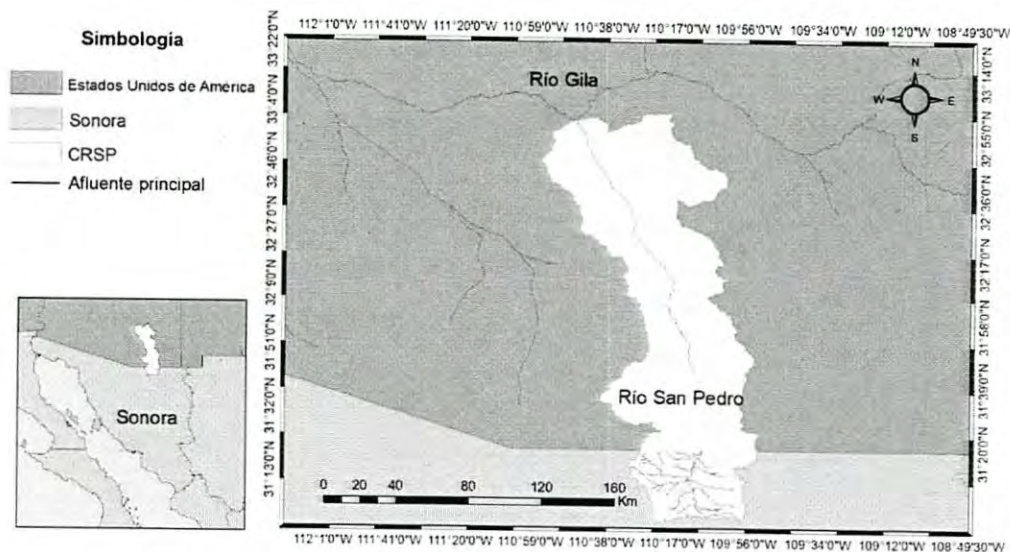 Simbología
Estados Unidos de América
Sonora
CRSP
Afluente principal
Sonora
112°1'0"W 111°41'0"W 111°20'0"W 110°59'0"W 110°38'0"W 110°17'0"W 109°56'0"W 109°34'0"W 109°12'0"W 108°49'30"W
33°22'0"N
33°4'0"N
32°46'0"N
32°27'0"N
32°9'0"N
31°51'0"N
31°32'0"N
31°13'0"N
Río Gila
N
W E
S
Río San Pedro
0 20 40 80 120 160
Km
33°14'0"N
32°55'0"N
32°36'0"N
32°17'0"N
31°58'0"N
31°39'0"N
31°20'0"N
112°1'0"W 111°41'0"W 111°20'0"W 110°59'0"W 110°38'0"W 110°17'0"W 109°56'0"W 109°34'0"W 109°12'0"W 108°49'30"W